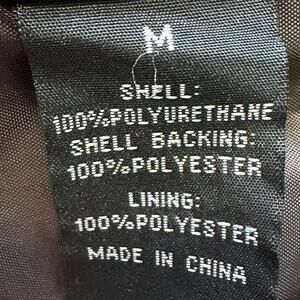 M
SHELL:
100%POLYURETHANE
SHELL BACKING:
100%POLYESTER
LINING:
100%POLYESTER
MADE IN CHINA